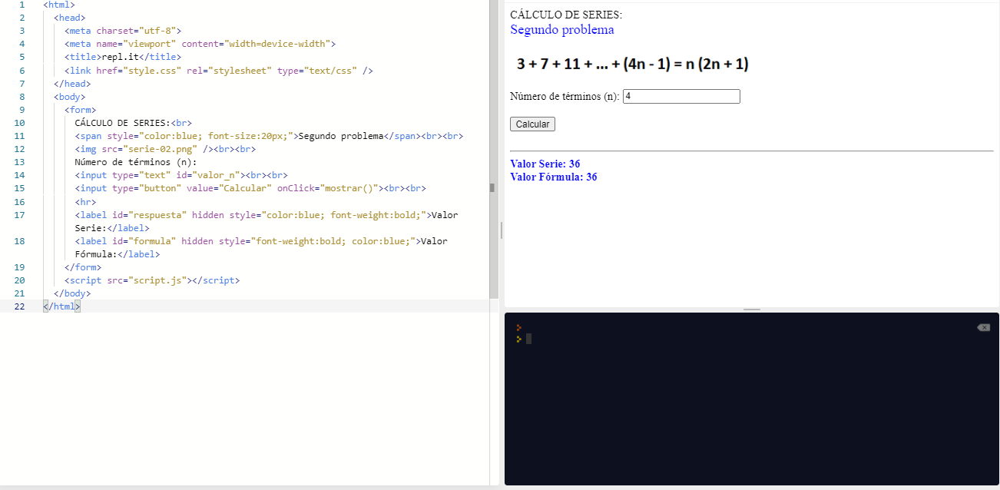 1 <html>
2 <head>
3 <meta charset="utf-8">
4 <meta name="viewport" content="width=device-width">
5 <title>repl.it</title>
6 <link href="style.css" rel="stylesheet" type="text/css" />
7 </head>
8 <body>
9 <form>
10 CÁLCULO DE SERIES:<br>
11 <span style="color:blue; font-size:20px;">Segundo problema</span><br><br>
12 <img src="serie-02.png" /><br><br>
13 Número de términos (n):
14 <input type="text" id="valor_n"><br><br>
15 <input type="button" value="Calcular" onClick="mostrar()"><br><br>
16 <hr>
17 <label id="respuesta" hidden style="color:blue; font-weight:bold;">Valor
Serie:</label>
18 <label id="formula" hidden style="font-weight:bold; color:blue;">Valor
Fórmula:</label>
19 </form>
20 <script src="script.js"></script>
21 </body>
22 </html>
CÁLCULO DE SERIES:
Segundo problema
3 + 7 + 11 + ... + (4n - 1) = n (2n + 1)
Número de términos (n): 4
Calcular
Valor Serie: 36
Valor Fórmula: 36
>
>